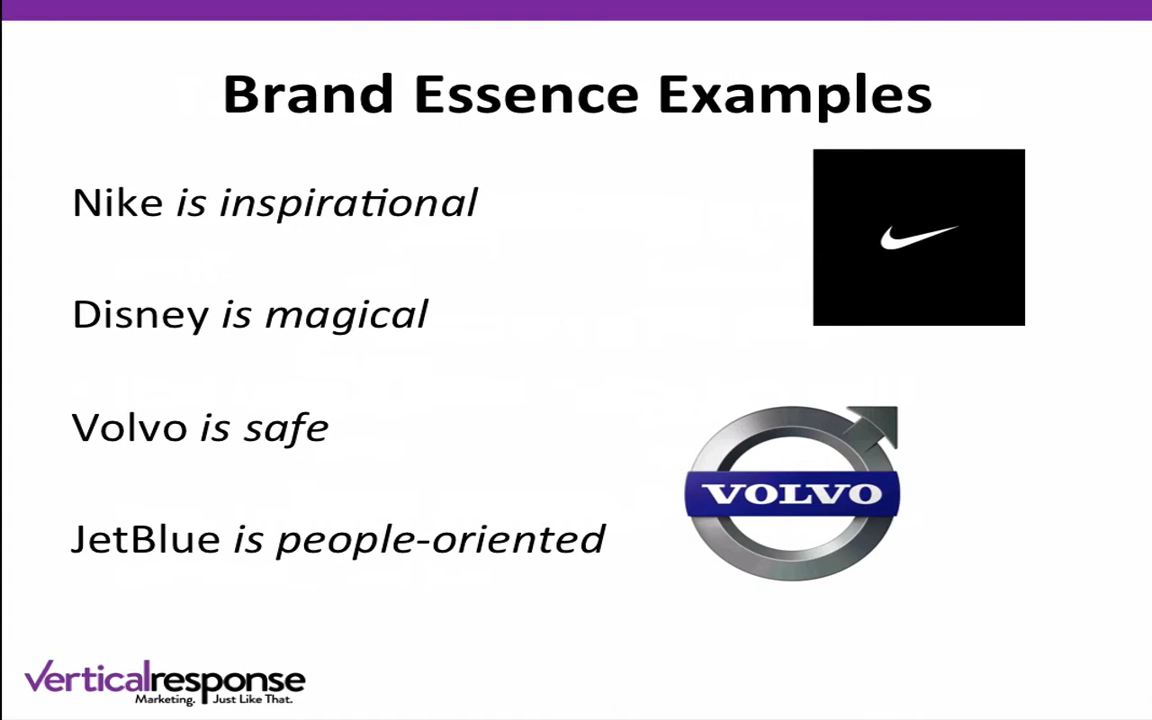 Brand Essence Examples
Nike is inspirational
Disney is magical
Volvo is safe
VOLVO
JetBlue is people-oriented
verticalresponse
Marketing. Just Like That.